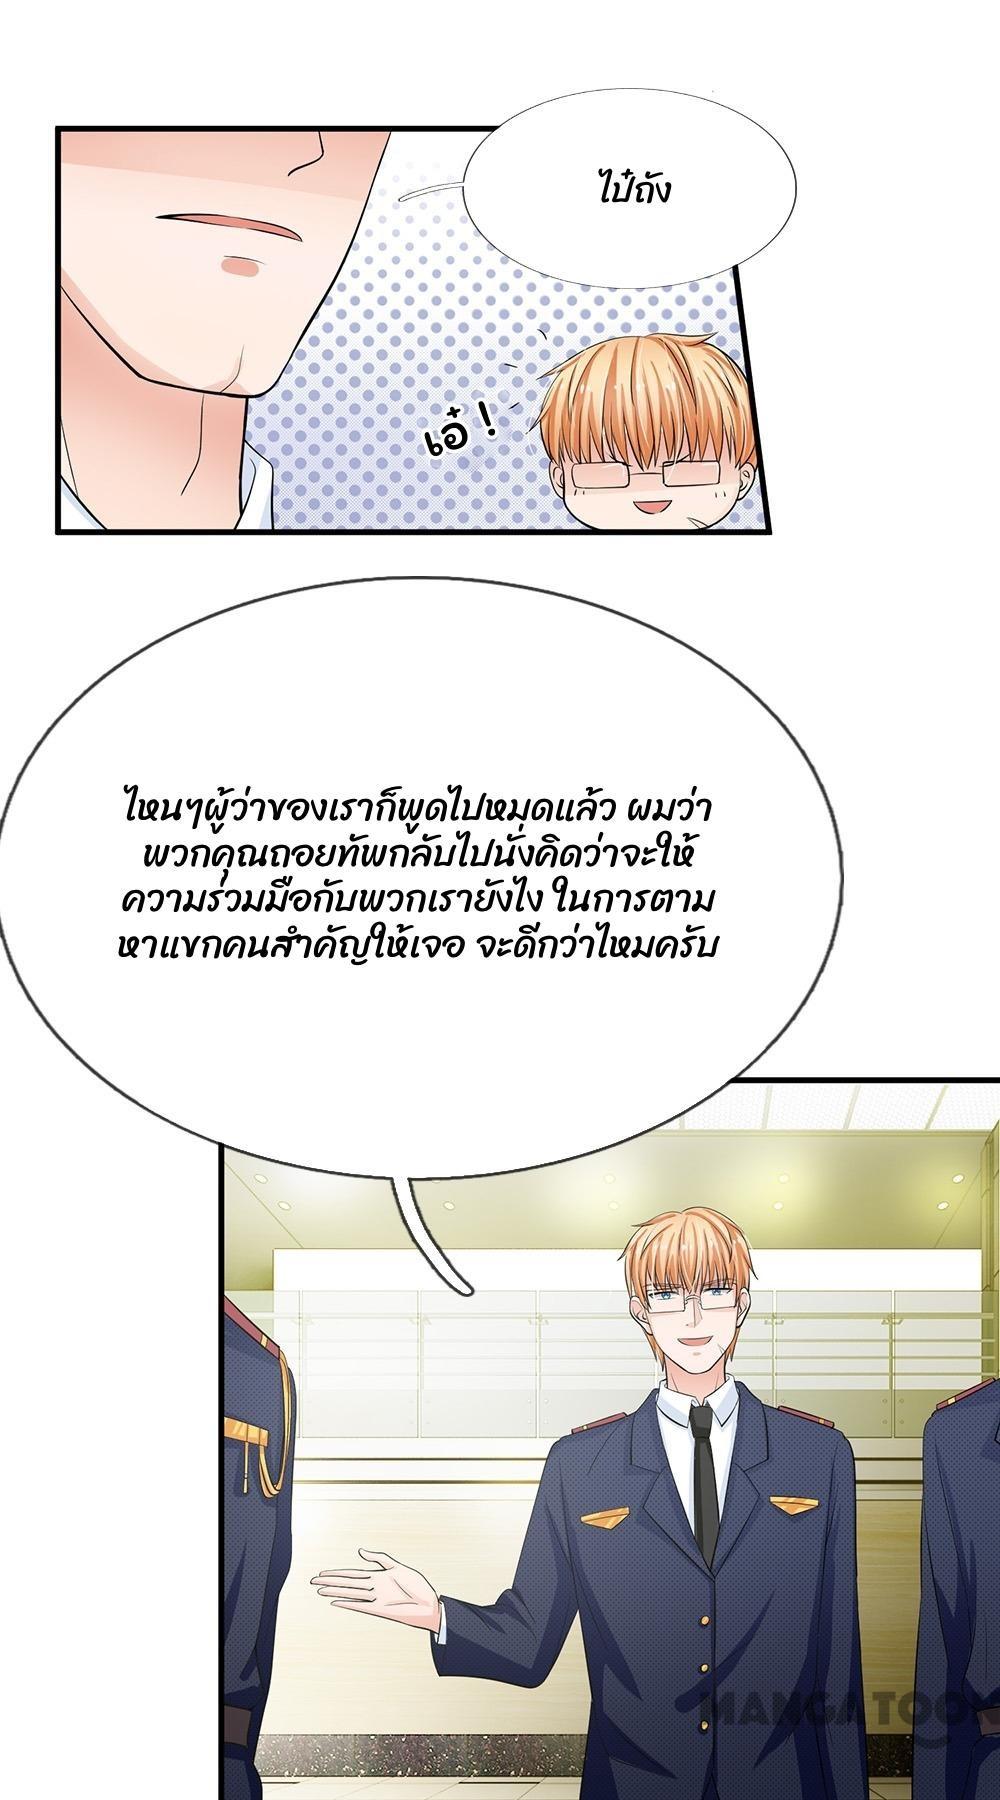 ไป๋ถัง
เอ๋ !
ไหนๆผู้ว่าของเราก็พูดไปหมดแล้ว ผมว่า
พวกคุณถอยทัพกลับไปนั่งคิดว่าจะให้
ความร่วมมือกับพวกเรายังไง ในการตาม
หาแขกคนสำคัญให้เจอ จะดีกว่าไหมครับ
MANGATOON